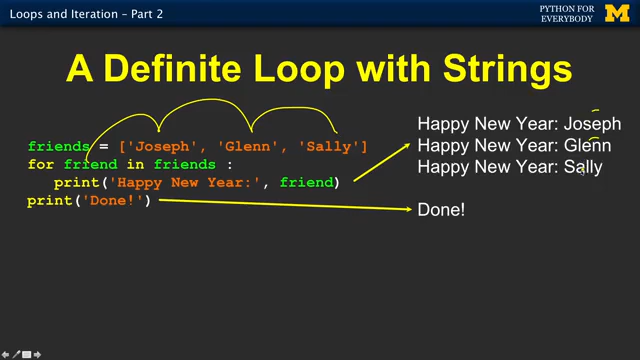 Loops and Iteration – Part 2
PYTHON FOR
EVERYBODY
M
A Definite Loop with Strings
friends = ['Joseph', 'Glenn', 'Sally']
for friend in friends :
print('Happy New Year:', friend)
print('Done!')
Happy New Year: Joseph
Happy New Year: Glenn
Happy New Year: Sally
Done!